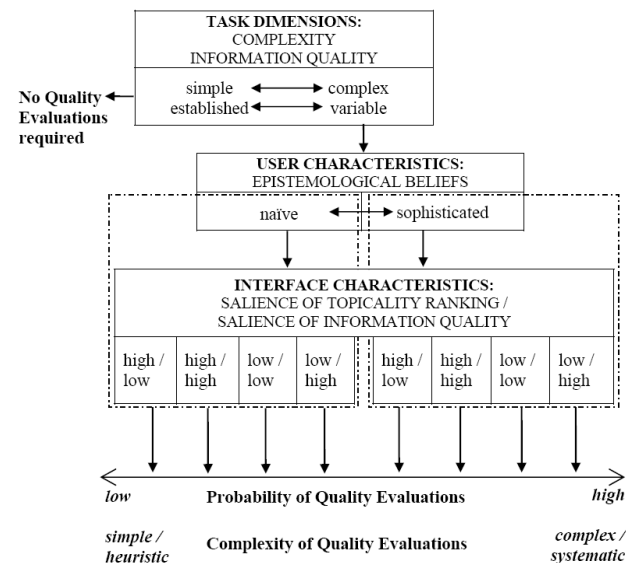 TASK DIMENSIONS:
COMPLEXITY
INFORMATION QUALITY
simple complex
established variable
No Quality
Evaluations
required
USER CHARACTERISTICS:
EPISTEMOLOGICAL BELIEFS
naïve sophisticated
INTERFACE CHARACTERISTICS:
SALIENCE OF TOPICALITY RANKING /
SALIENCE OF INFORMATION QUALITY
high / high / low / low / high / high / low / low /
low high low high low high low high
low Probability of Quality Evaluations high
simple / complex /
heuristic Complexity of Quality Evaluations systematic